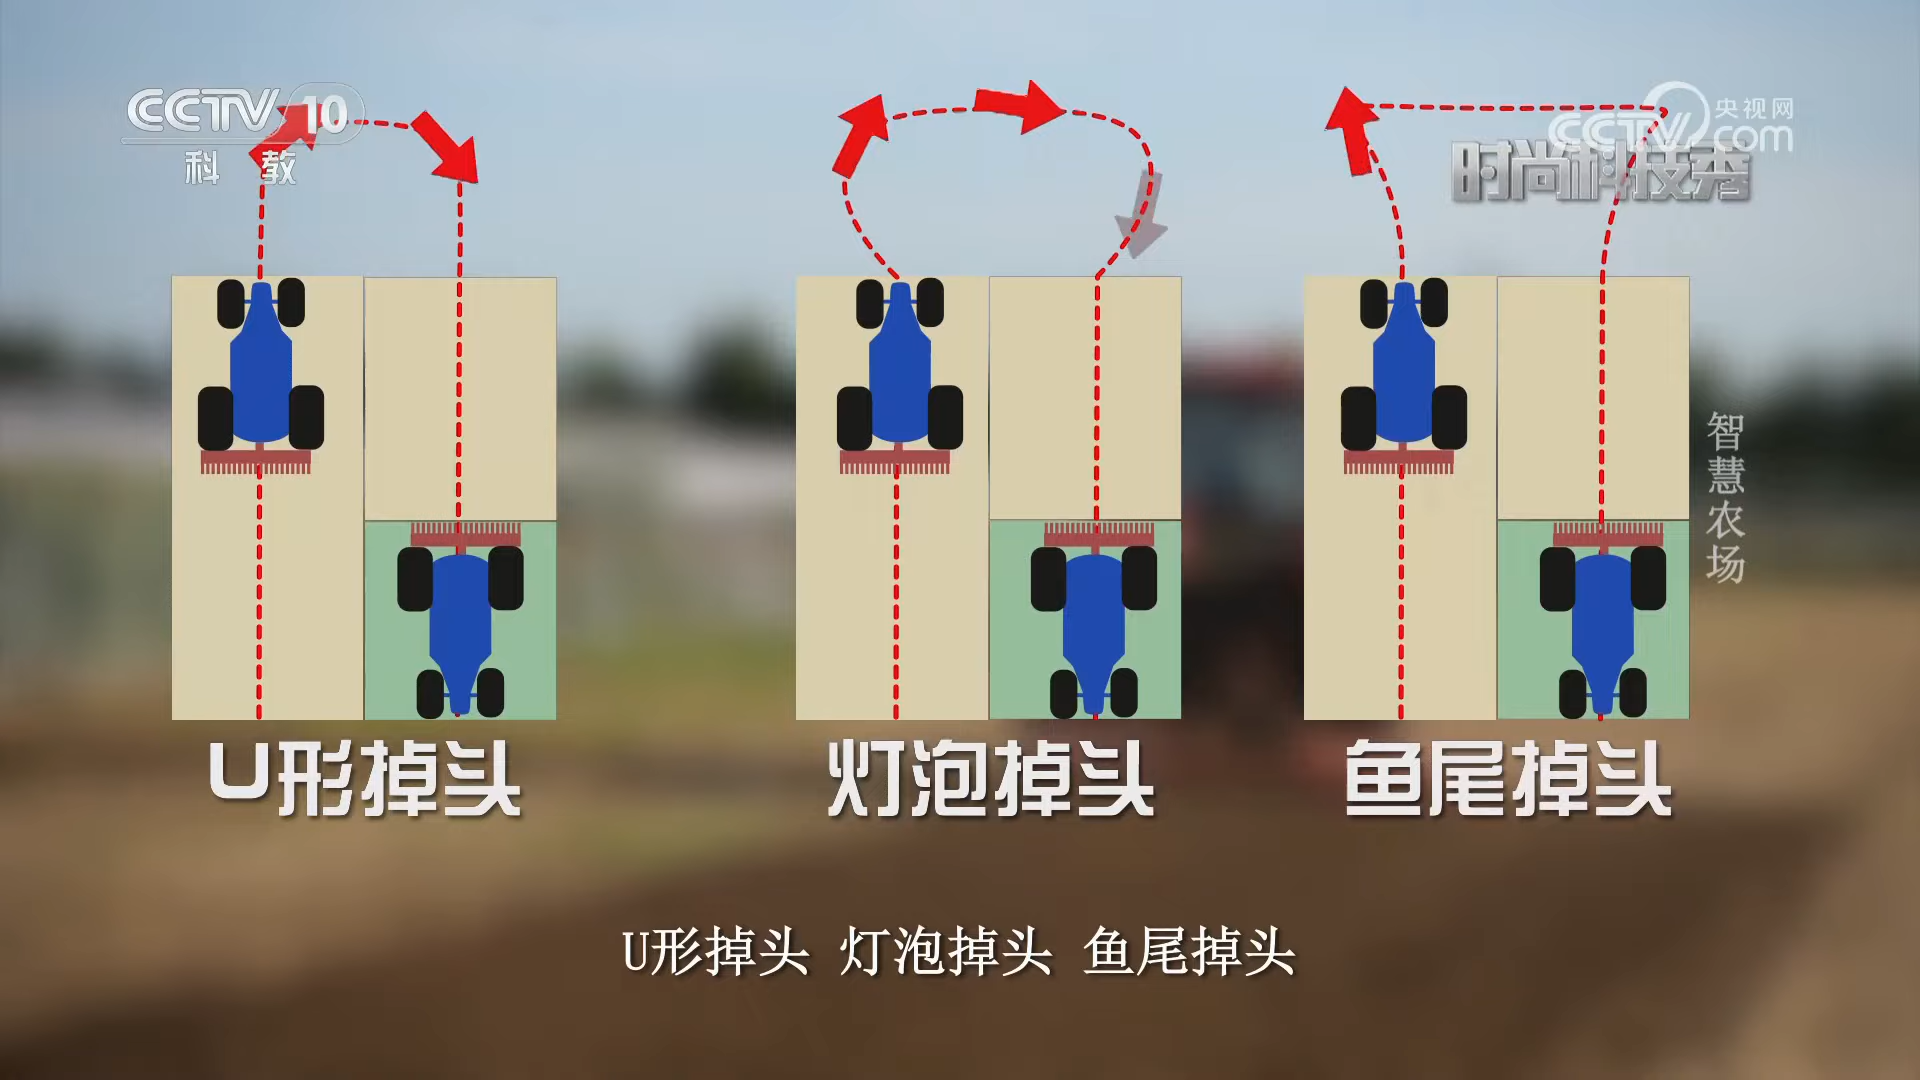 CCTV 10
科教
央视网
CCTV.com
时尚科技秀
智慧农场
U形掉头
灯泡掉头
鱼尾掉头
U形掉头 灯泡掉头 鱼尾掉头